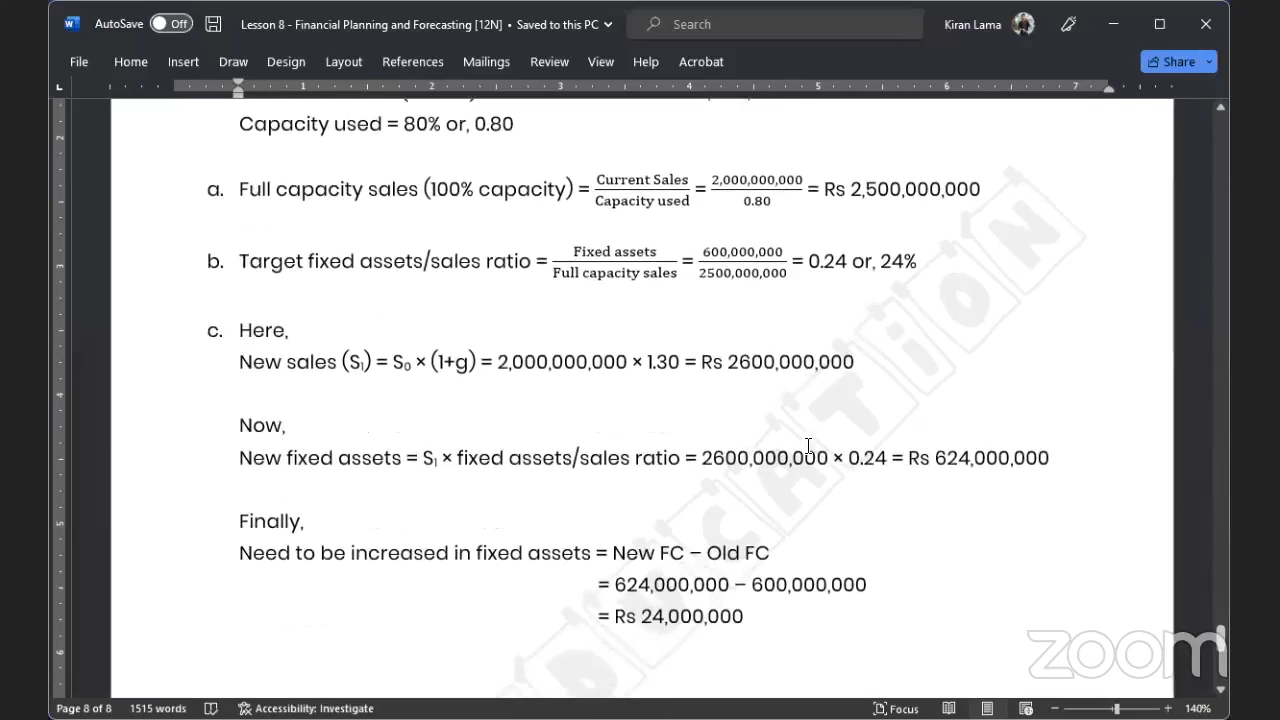 AutoSave Off Lesson 8 - Financial Planning and Forecasting [12N] • Saved to this PC Search Kiran Lama
File Home Insert Draw Design Layout References Mailings Review View Help Acrobat Share
1 2 3 4 5 6 7
Capacity used = 80% or, 0.80
a. Full capacity sales (100% capacity) = Current Sales / Capacity used = 2,000,000,000 / 0.80 = Rs 2,500,000,000
b. Target fixed assets/sales ratio = Fixed assets / Full capacity sales = 600,000,000 / 2500,000,000 = 0.24 or, 24%
c. Here,
New sales (S₁) = S₀ × (1+g) = 2,000,000,000 × 1.30 = Rs 2600,000,000
Now,
New fixed assets = S₁ × fixed assets/sales ratio = 2600,000,000 × 0.24 = Rs 624,000,000
Finally,
Need to be increased in fixed assets = New FC – Old FC
= 624,000,000 – 600,000,000
= Rs 24,000,000
zoom
Page 8 of 8 1515 words Accessibility: Investigate Focus 140%